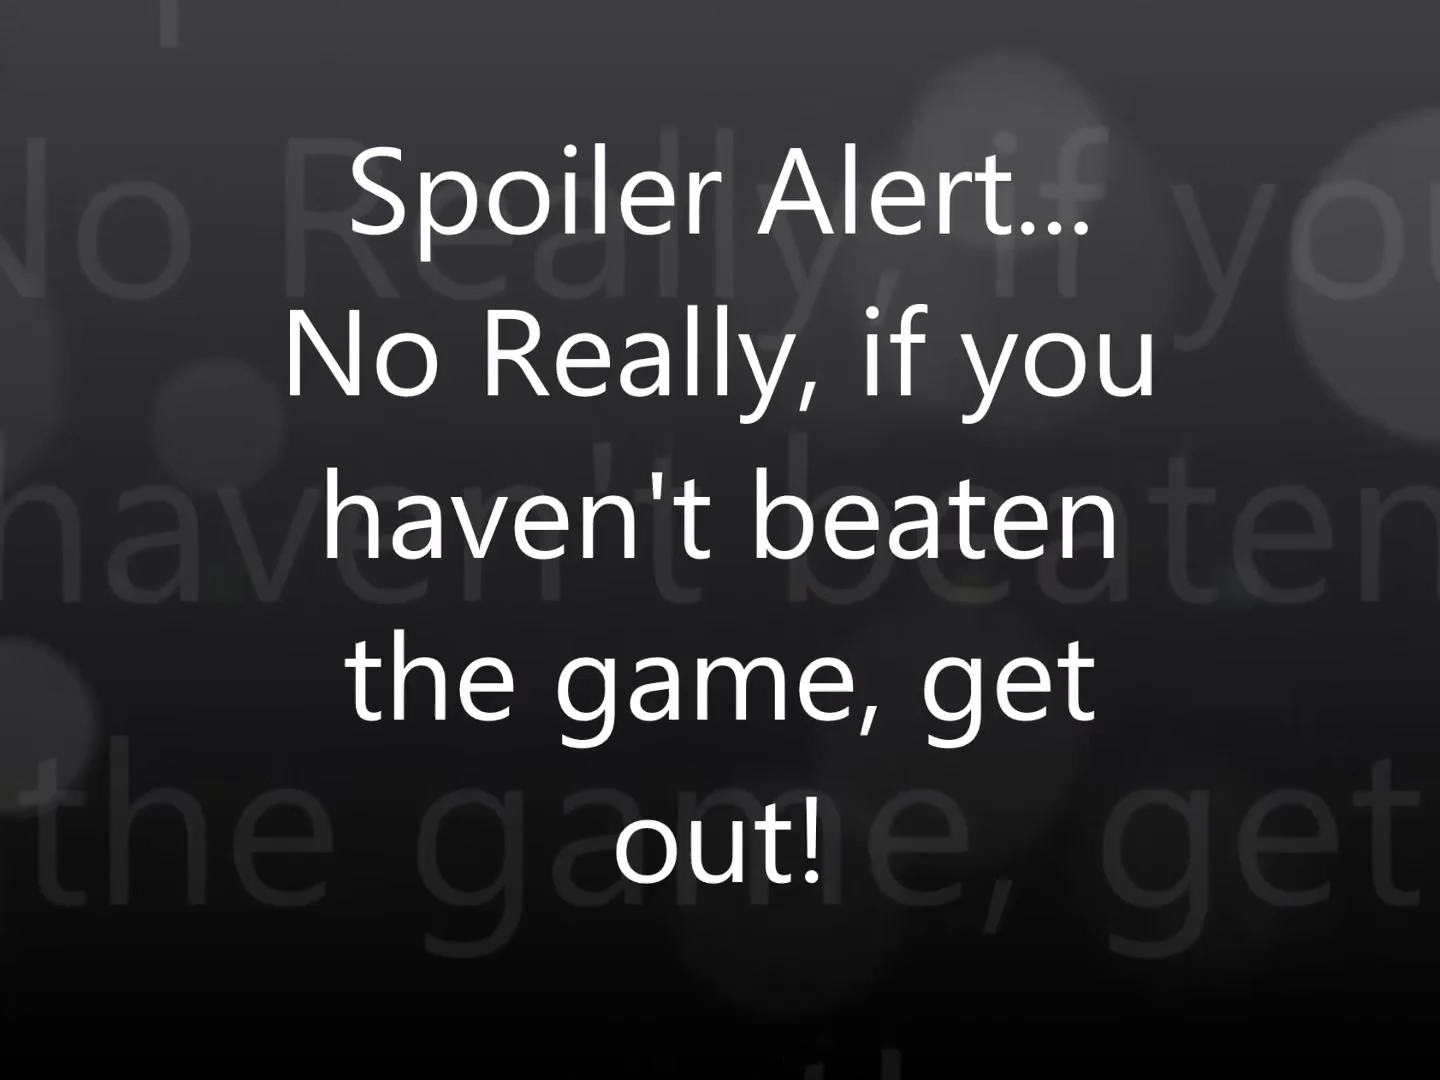 Spoiler Alert...
No Really, if you
haven't beaten
the game, get
out!